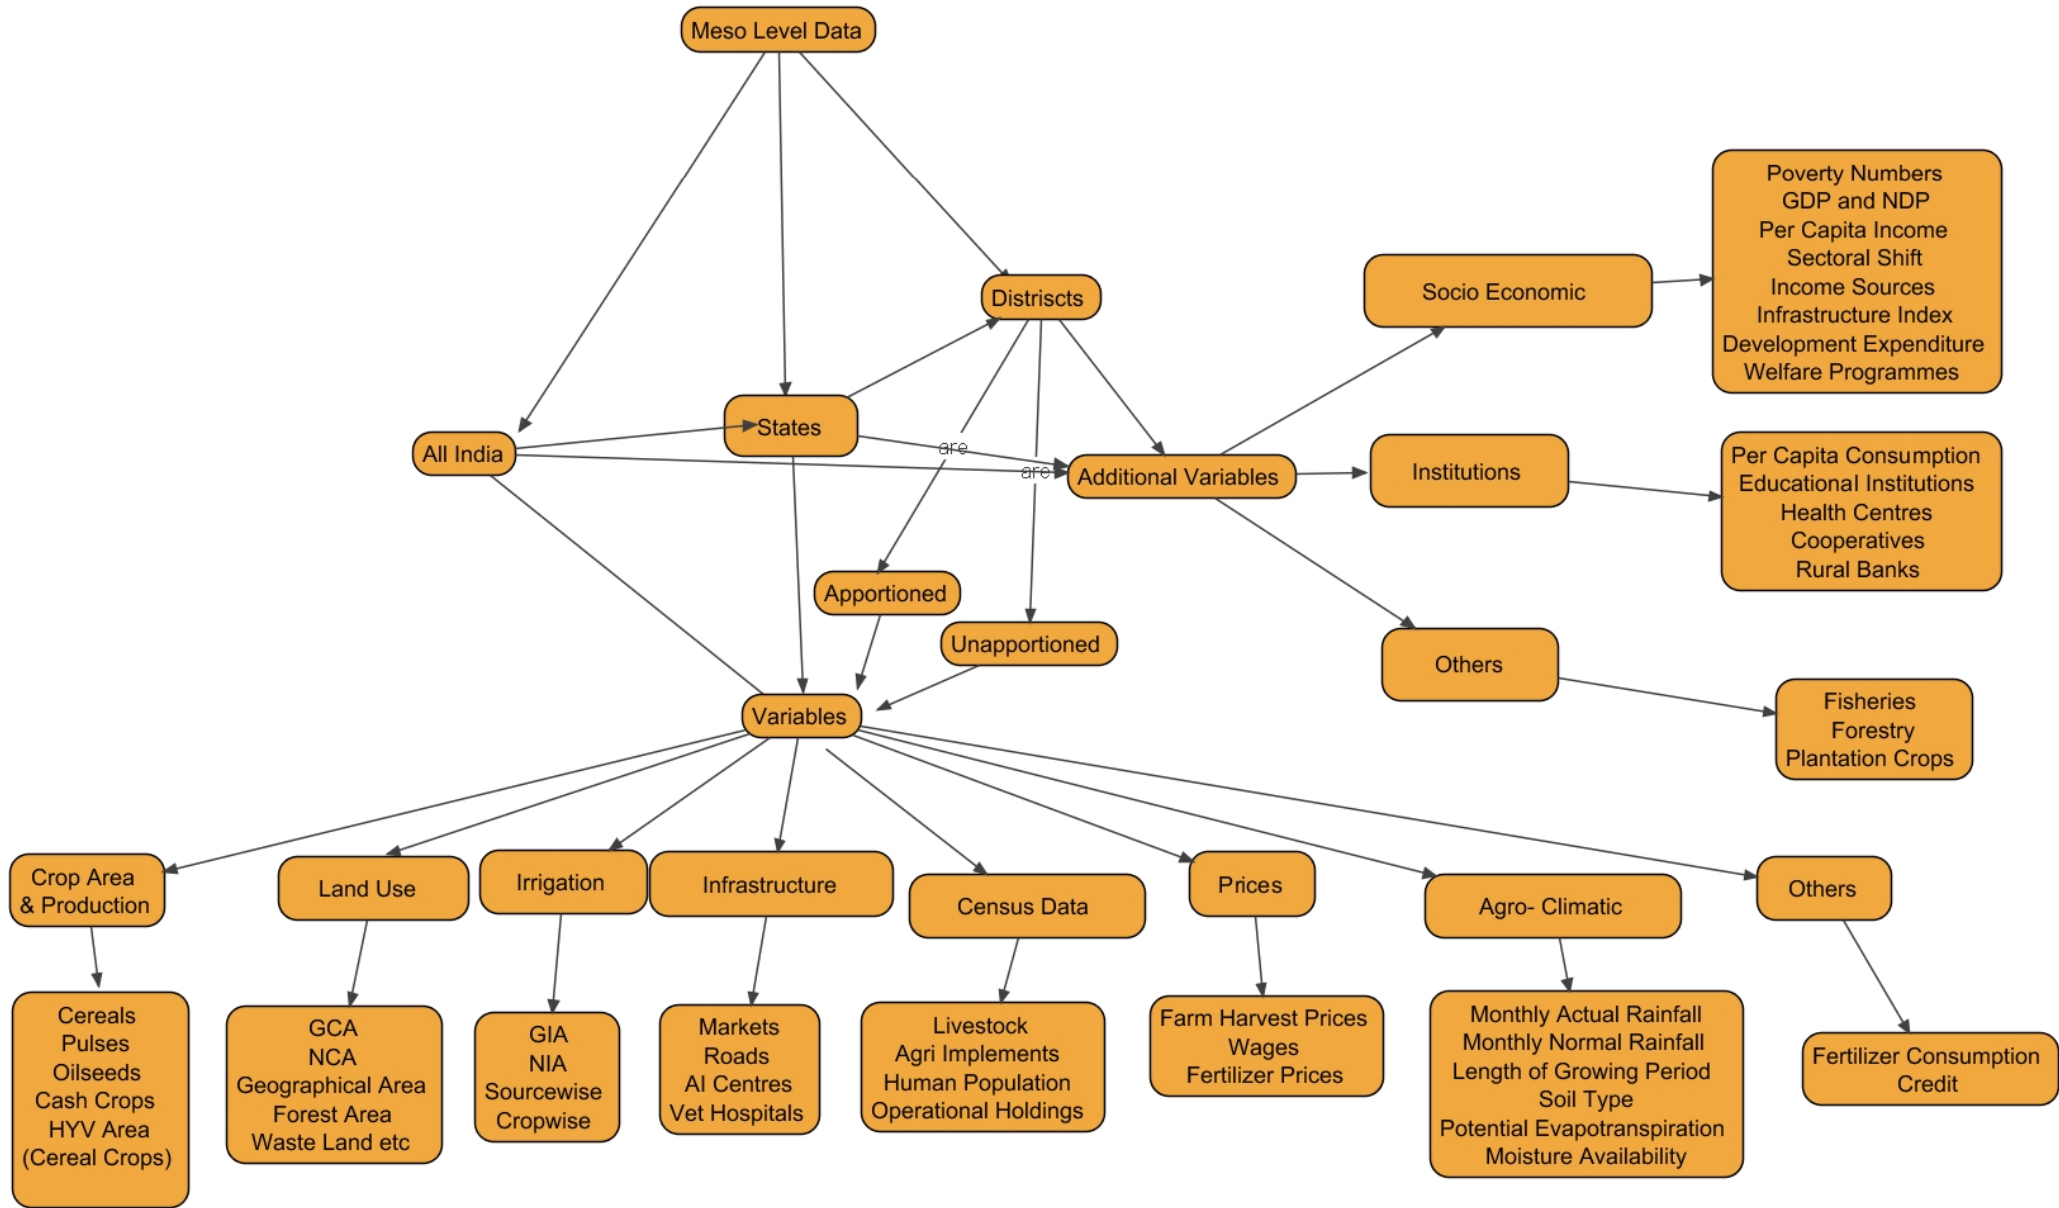 Meso Level Data
Distriscts
States
All India
are
are
Additional Variables
Socio Economic
Poverty Numbers
GDP and NDP
Per Capita Income
Sectoral Shift
Income Sources
Infrastructure Index
Development Expenditure
Welfare Programmes
Institutions
Per Capita Consumption
Educational Institutions
Health Centres
Cooperatives
Rural Banks
Others
Fisheries
Forestry
Plantation Crops
Apportioned
Unapportioned
Variables
Crop Area
& Production
Land Use
Irrigation
Infrastructure
Census Data
Prices
Agro- Climatic
Others
Cereals
Pulses
Oilseeds
Cash Crops
HYV Area
(Cereal Crops)
GCA
NCA
Geographical Area
Forest Area
Waste Land etc
GIA
NIA
Sourcewise
Cropwise
Markets
Roads
AI Centres
Vet Hospitals
Livestock
Agri Implements
Human Population
Operational Holdings
Farm Harvest Prices
Wages
Fertilizer Prices
Monthly Actual Rainfall
Monthly Normal Rainfall
Length of Growing Period
Soil Type
Potential Evapotranspiration
Moisture Availability
Fertilizer Consumption
Credit